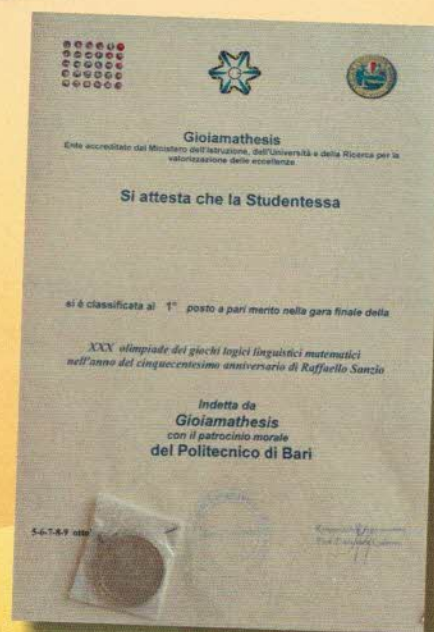 Gioiamathesis
Ente accreditato dal Ministero dell'Istruzione, dell'Università e della Ricerca per la
valorizzazione delle eccellenze.
Si attesta che la Studentessa
si è classificata al 1° posto a pari merito nella gara finale della
XXX olimpiade dei giochi logici linguistici matematici
nell'anno del cinquecentesimo anniversario di Raffaello Sanzio
Indetta da
Gioiamathesis
con il patrocinio morale
del Politecnico di Bari
5-6-7-8-9 otto